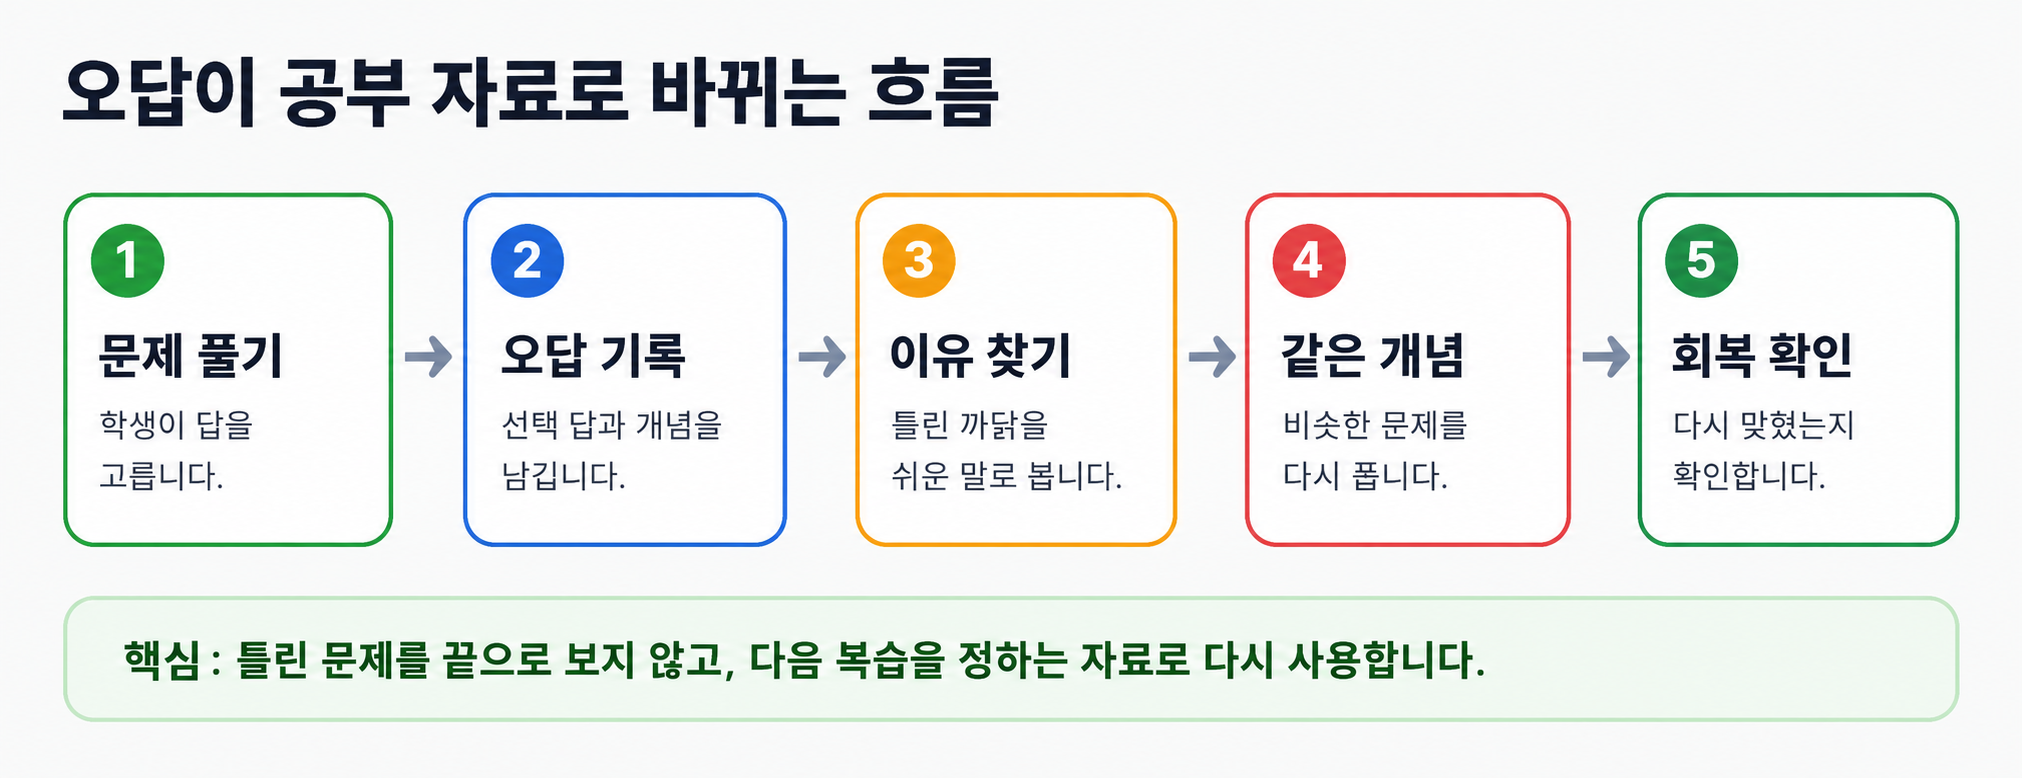 오답이 공부 자료로 바뀌는 흐름
1
문제 풀기
학생이 답을
고릅니다.
2
오답 기록
선택 답과 개념을
남깁니다.
3
이유 찾기
틀린 까닭을
쉬운 말로 봅니다.
4
같은 개념
비슷한 문제를
다시 풉니다.
5
회복 확인
다시 맞혔는지
확인합니다.
핵심 : 틀린 문제를 끝으로 보지 않고, 다음 복습을 정하는 자료로 다시 사용합니다.